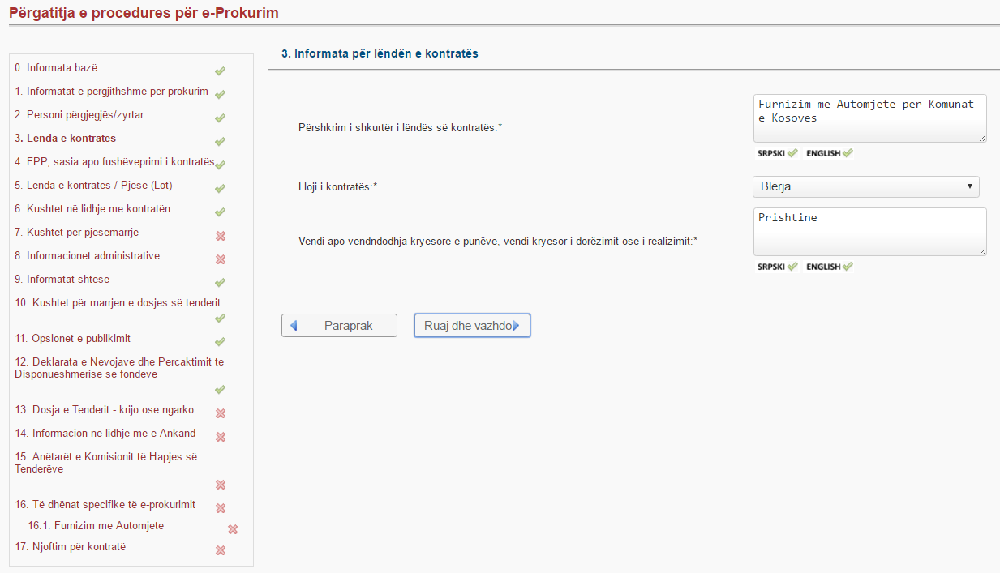 Përgatitja e procedures për e-Prokurim
0. Informata bazë
1. Informatat e përgjithshme për prokurim
2. Personi përgjegjës/zyrtar
3. Lënda e kontratës
4. FPP, sasia apo fushëveprimi i kontratës
5. Lënda e kontratës / Pjesë (Lot)
6. Kushtet në lidhje me kontratën
7. Kushtet për pjesëmarrje
8. Informacionet administrative
9. Informatat shtesë
10. Kushtet për marrjen e dosjes së tenderit
11. Opsionet e publikimit
12. Deklarata e Nevojave dhe Percaktimit te
Disponueshmerise se fondeve
13. Dosja e Tenderit - krijo ose ngarko
14. Informacion në lidhje me e-Ankand
15. Anëtarët e Komisionit të Hapjes së
Tenderëve
16. Të dhënat specifike të e-prokurimit
16.1. Furnizim me Automjete
17. Njoftim për kontratë
3. Informata për lëndën e kontratës
Përshkrim i shkurtër i lëndës së kontratës:*
Furnizim me Automjete per Komunat
e Kosoves
SRPSKI ENGLISH
Lloji i kontratës:*
Blerja
Vendi apo vendndodhja kryesore e punëve, vendi kryesor i dorëzimit ose i realizimit:*
Prishtine
SRPSKI ENGLISH
Paraprak
Ruaj dhe vazhdo